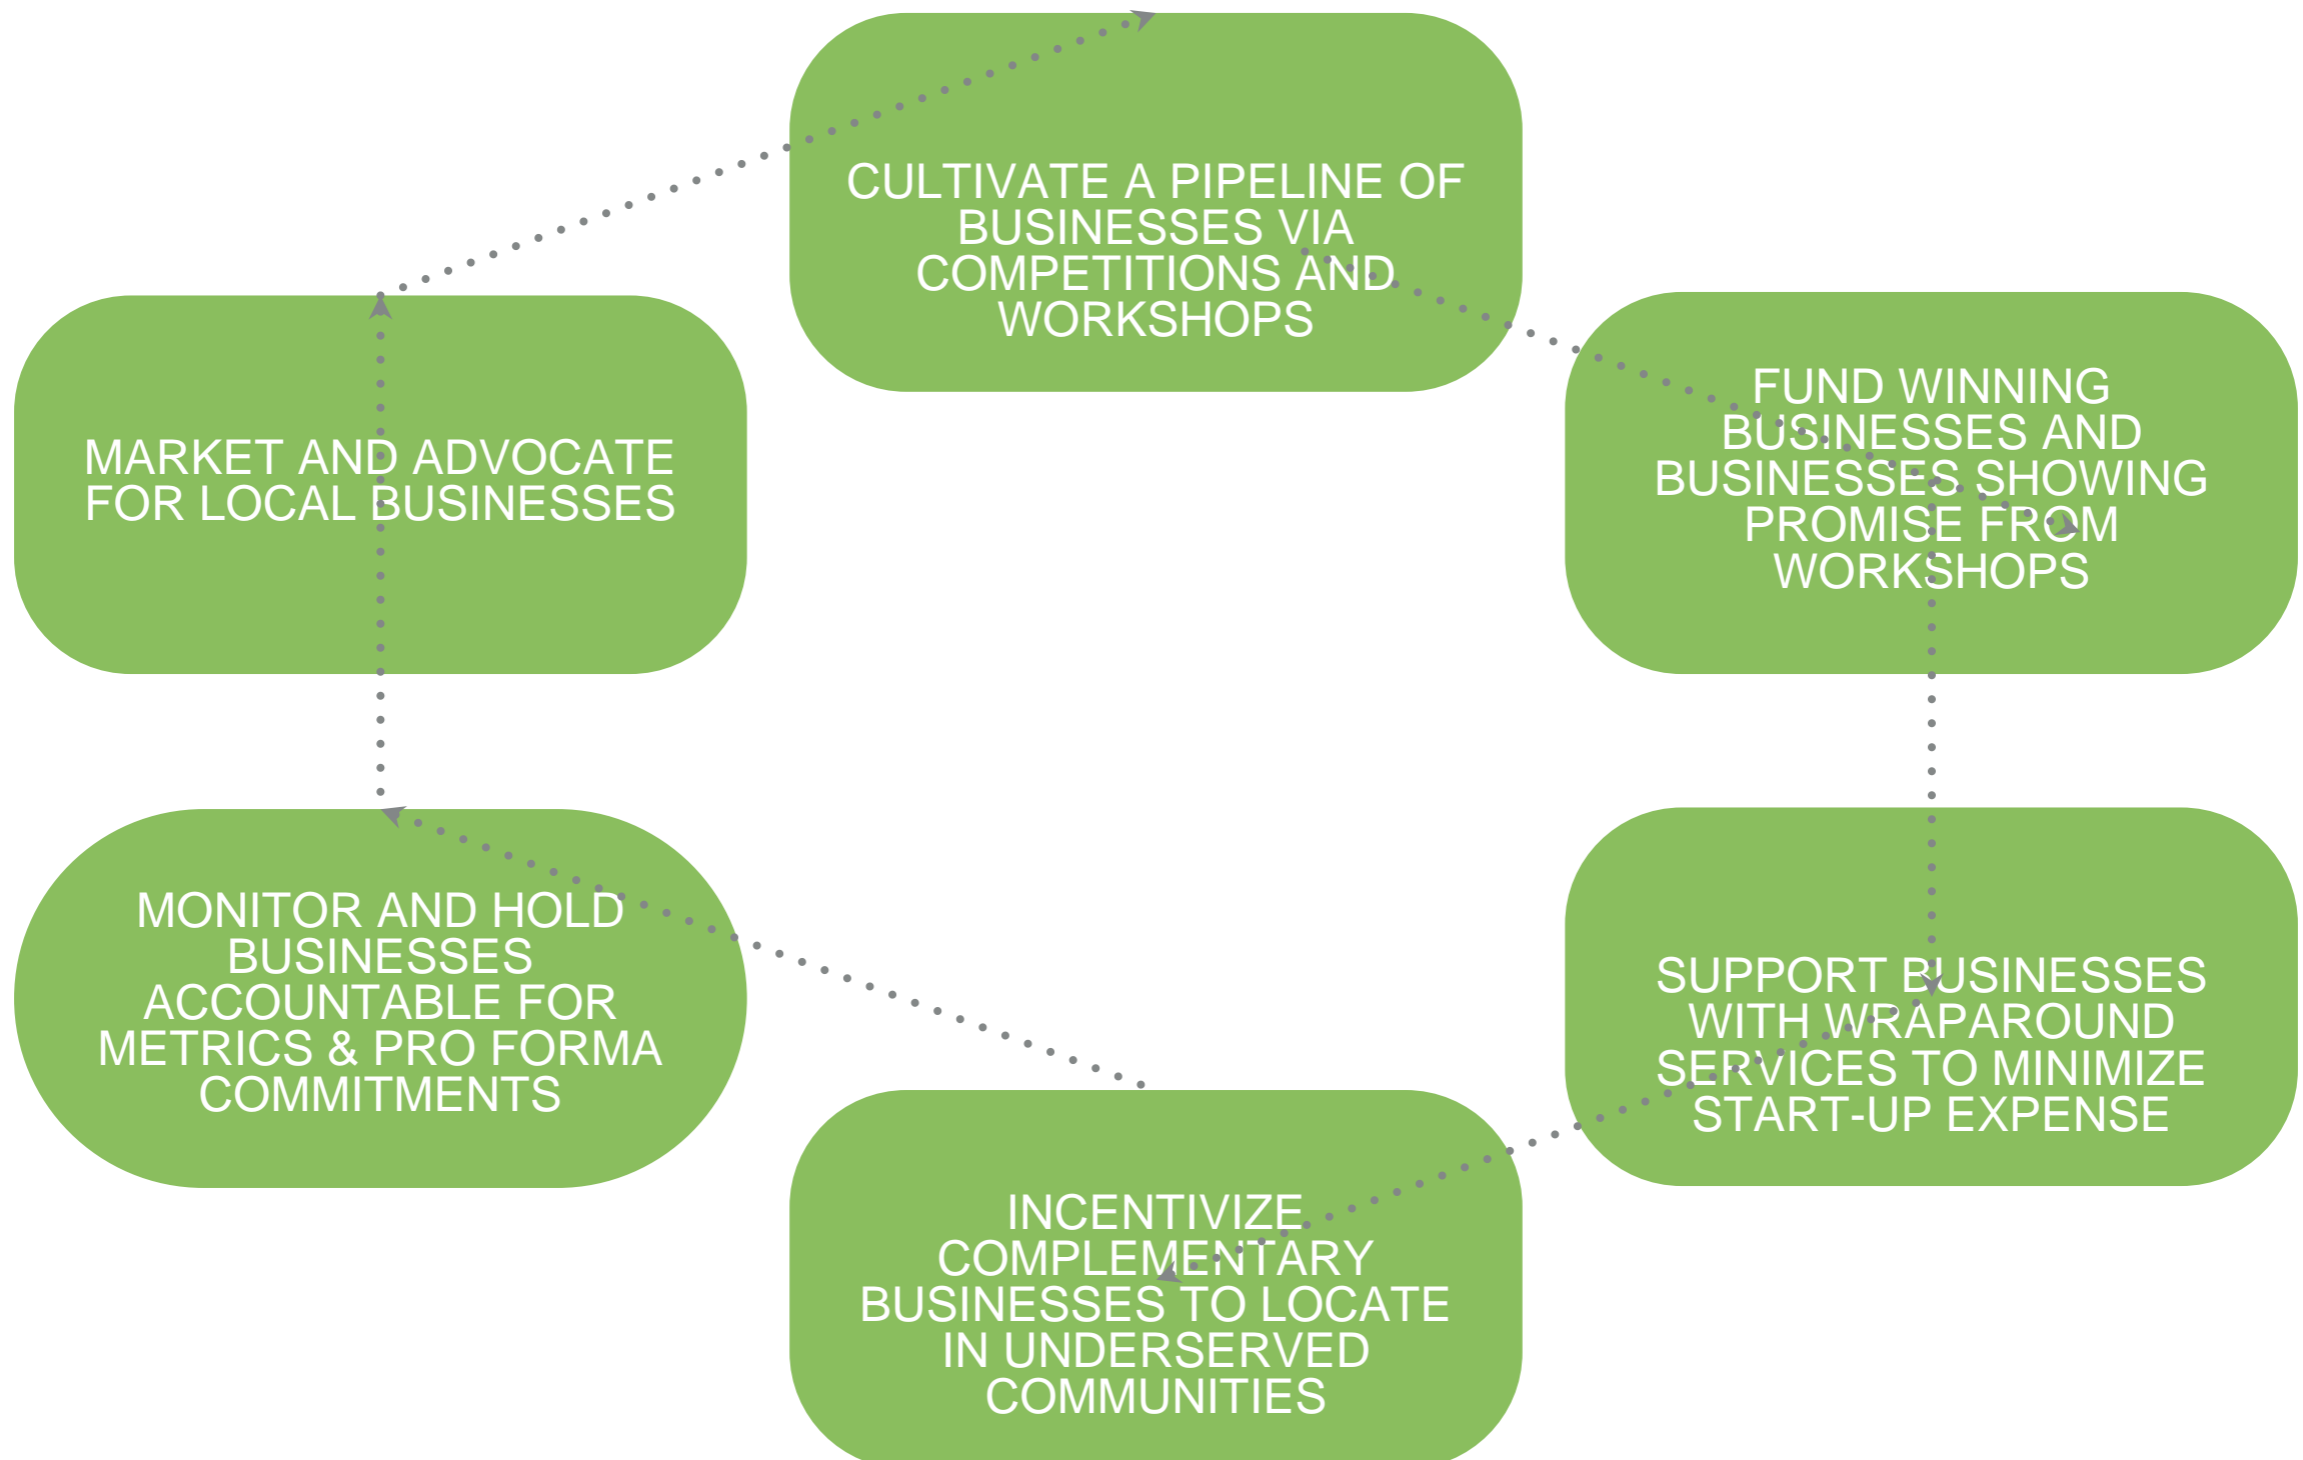 CULTIVATE A PIPELINE OF
BUSINESSES VIA
COMPETITIONS AND
WORKSHOPS
FUND WINNING
BUSINESSES AND
BUSINESSES SHOWING
PROMISE FROM
WORKSHOPS
SUPPORT BUSINESSES
WITH WRAPAROUND
SERVICES TO MINIMIZE
START-UP EXPENSE
INCENTIVIZE
COMPLEMENTARY
BUSINESSES TO LOCATE
IN UNDERSERVED
COMMUNITIES
MONITOR AND HOLD
BUSINESSES
ACCOUNTABLE FOR
METRICS & PRO FORMA
COMMITMENTS
MARKET AND ADVOCATE
FOR LOCAL BUSINESSES